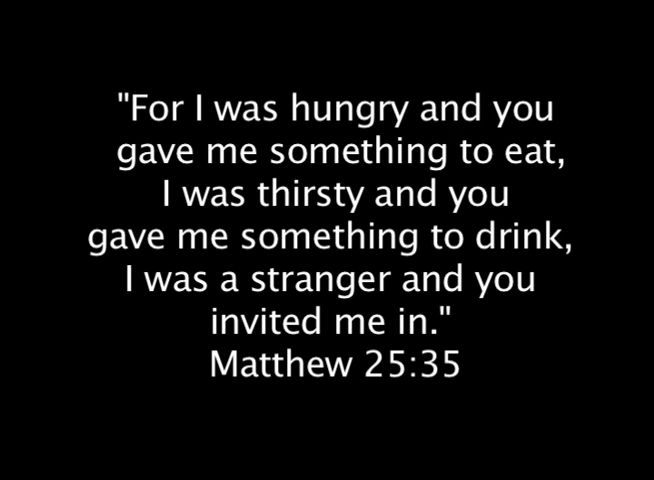 "For I was hungry and you
gave me something to eat,
I was thirsty and you
gave me something to drink,
I was a stranger and you
invited me in."
Matthew 25:35